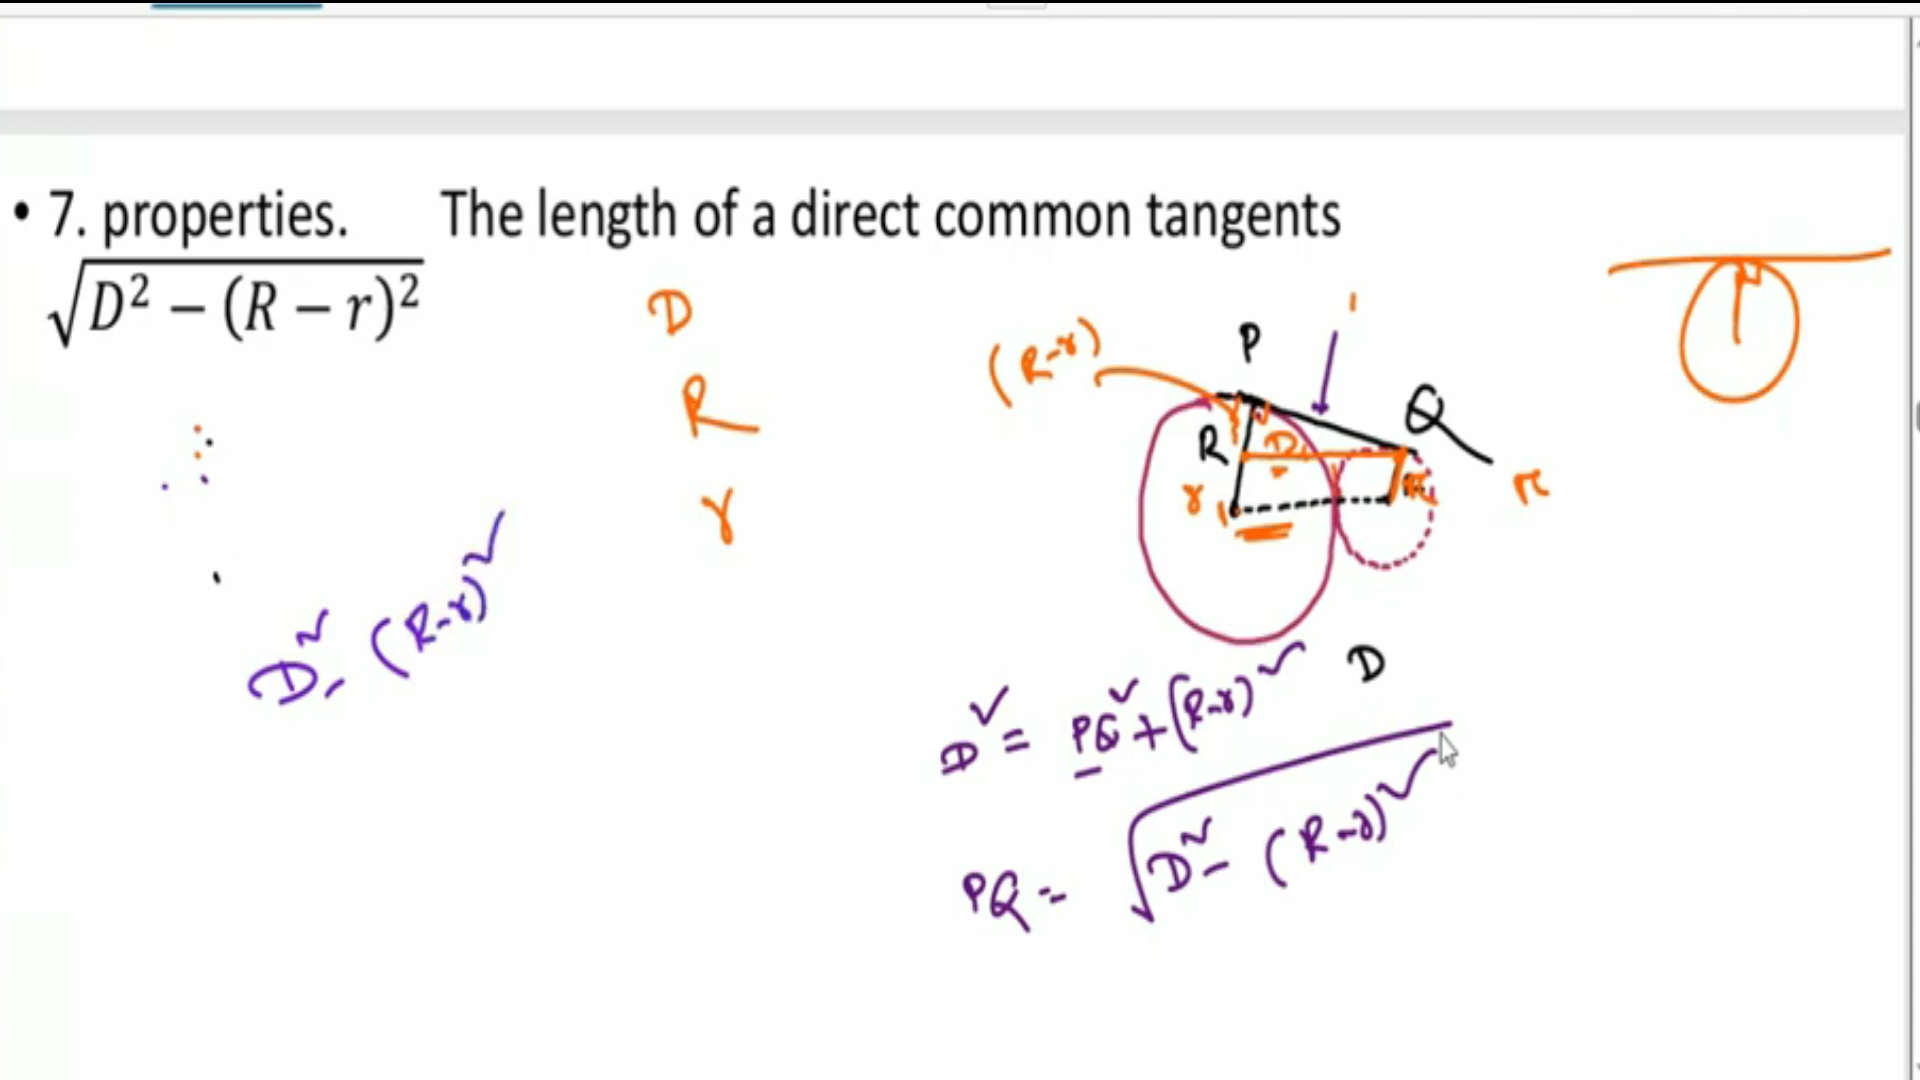 • 7. properties. The length of a direct common tangents
√D² − (R − r)²
D
R
r
(R-r)
P
Q
R
D
r
r
r
D² - (R-r)²
D
D² = PQ² + (R-r)²
PQ = √D² - (R-r)²